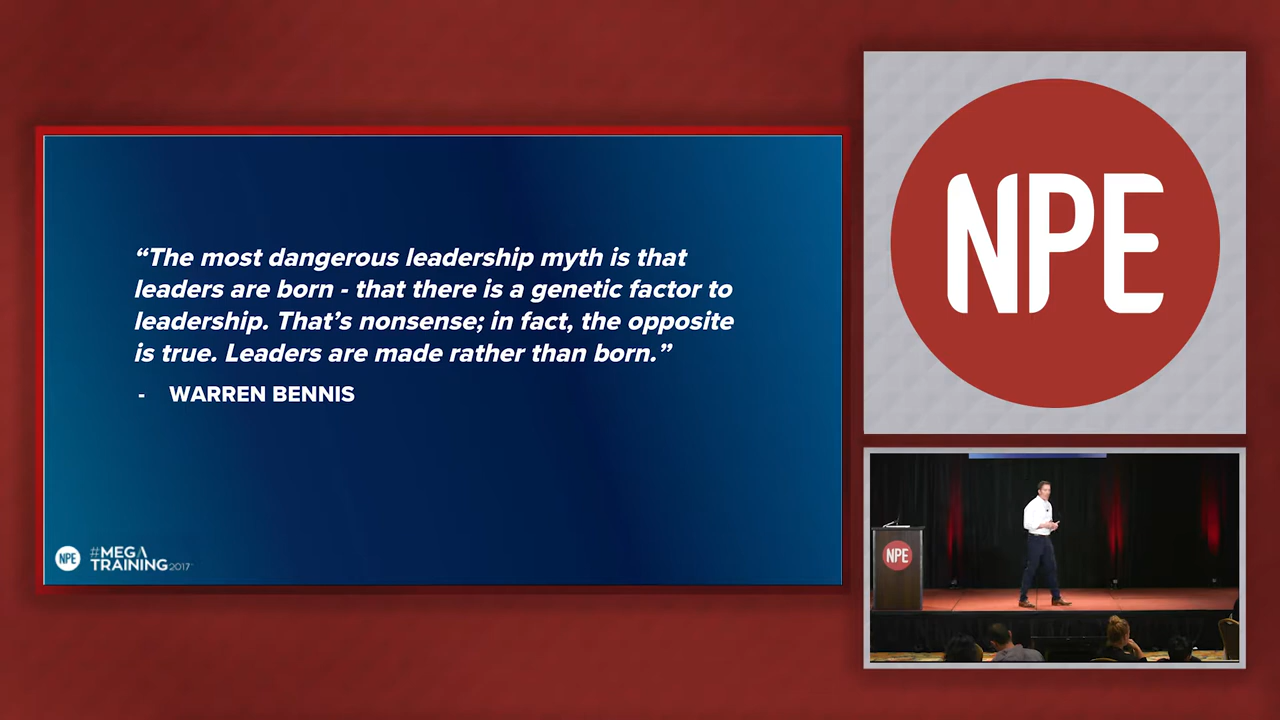 “The most dangerous leadership myth is that
leaders are born - that there is a genetic factor to
leadership. That’s nonsense; in fact, the opposite
is true. Leaders are made rather than born.”
- WARREN BENNIS
NPE
#MEGA
TRAINING2017
NPE
NPE